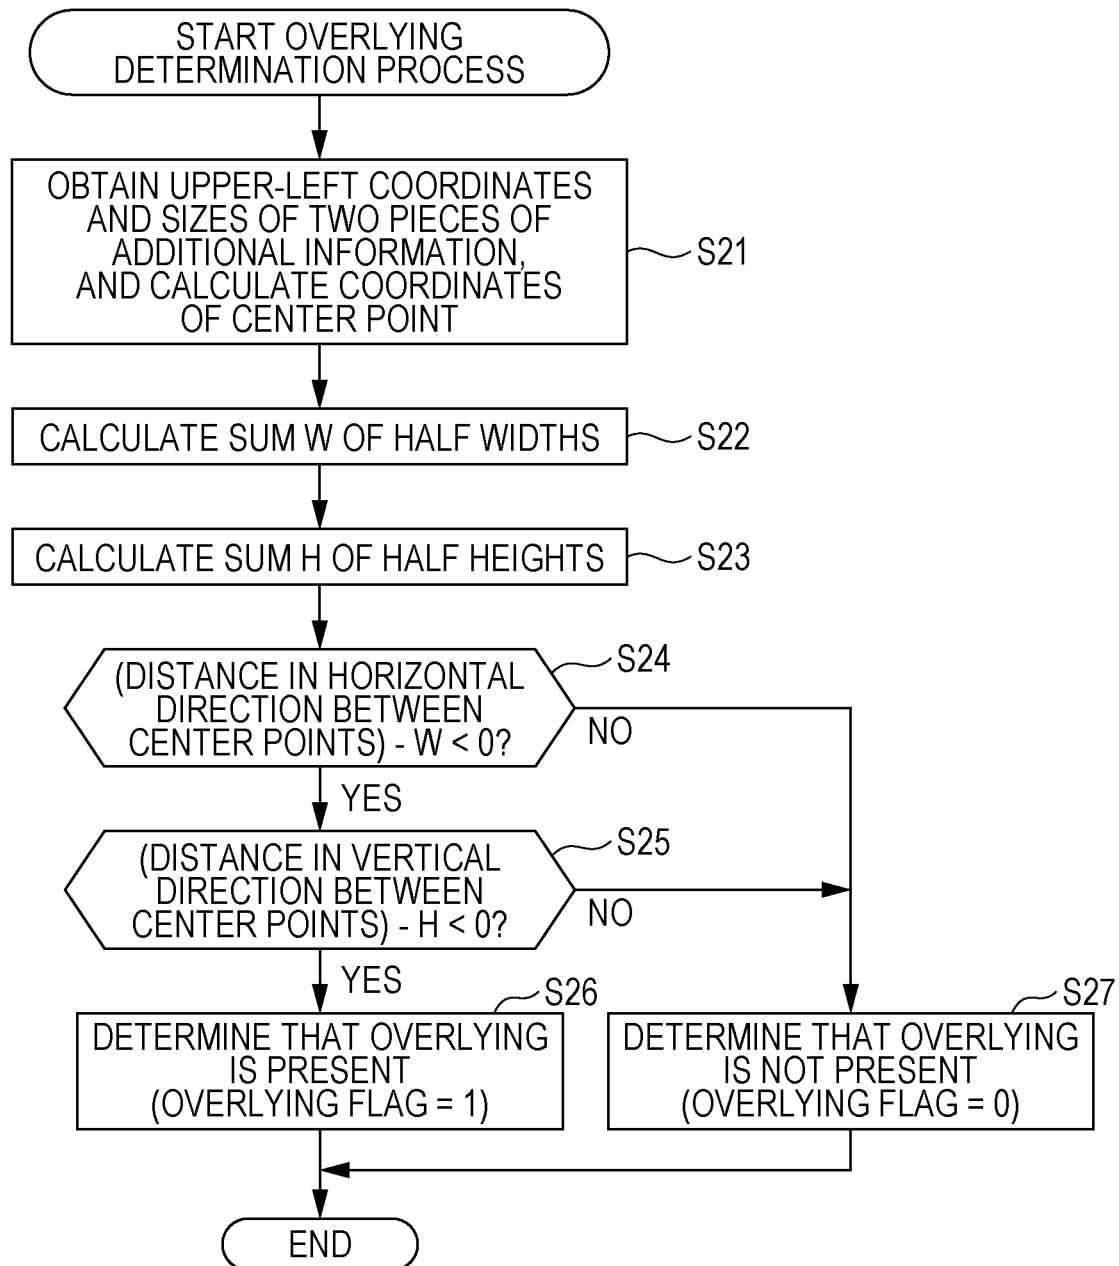 START OVERLYING
DETERMINATION PROCESS
OBTAIN UPPER-LEFT COORDINATES
AND SIZES OF TWO PIECES OF
ADDITIONAL INFORMATION,
AND CALCULATE COORDINATES
OF CENTER POINT
S21
CALCULATE SUM W OF HALF WIDTHS
S22
CALCULATE SUM H OF HALF HEIGHTS
S23
(DISTANCE IN HORIZONTAL
DIRECTION BETWEEN
CENTER POINTS) - W < 0?
S24
NO
YES
(DISTANCE IN VERTICAL
DIRECTION BETWEEN
CENTER POINTS) - H < 0?
S25
NO
YES
S26
DETERMINE THAT OVERLYING
IS PRESENT
(OVERLYING FLAG = 1)
S27
DETERMINE THAT OVERLYING
IS NOT PRESENT
(OVERLYING FLAG = 0)
END